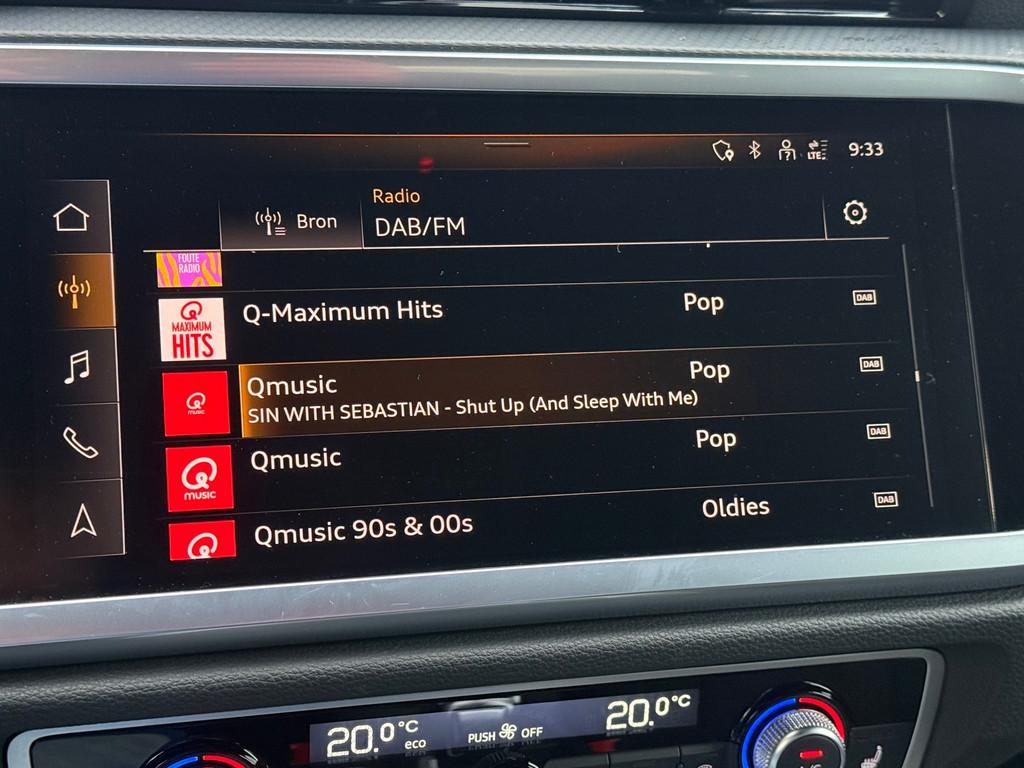 LTE
9:33
Radio
Bron
DAB/FM
FOUTE
RADIO
Q-Maximum Hits
Pop
DAB
MAXIMUM
HITS
Qmusic
Pop
DAB
SIN WITH SEBASTIAN - Shut Up (And Sleep With Me)
music
Qmusic
Pop
DAB
MUSIC
Qmusic 90s & 00s
Oldies
DAB
20.0°C
eco
PUSH OFF
20.0°C